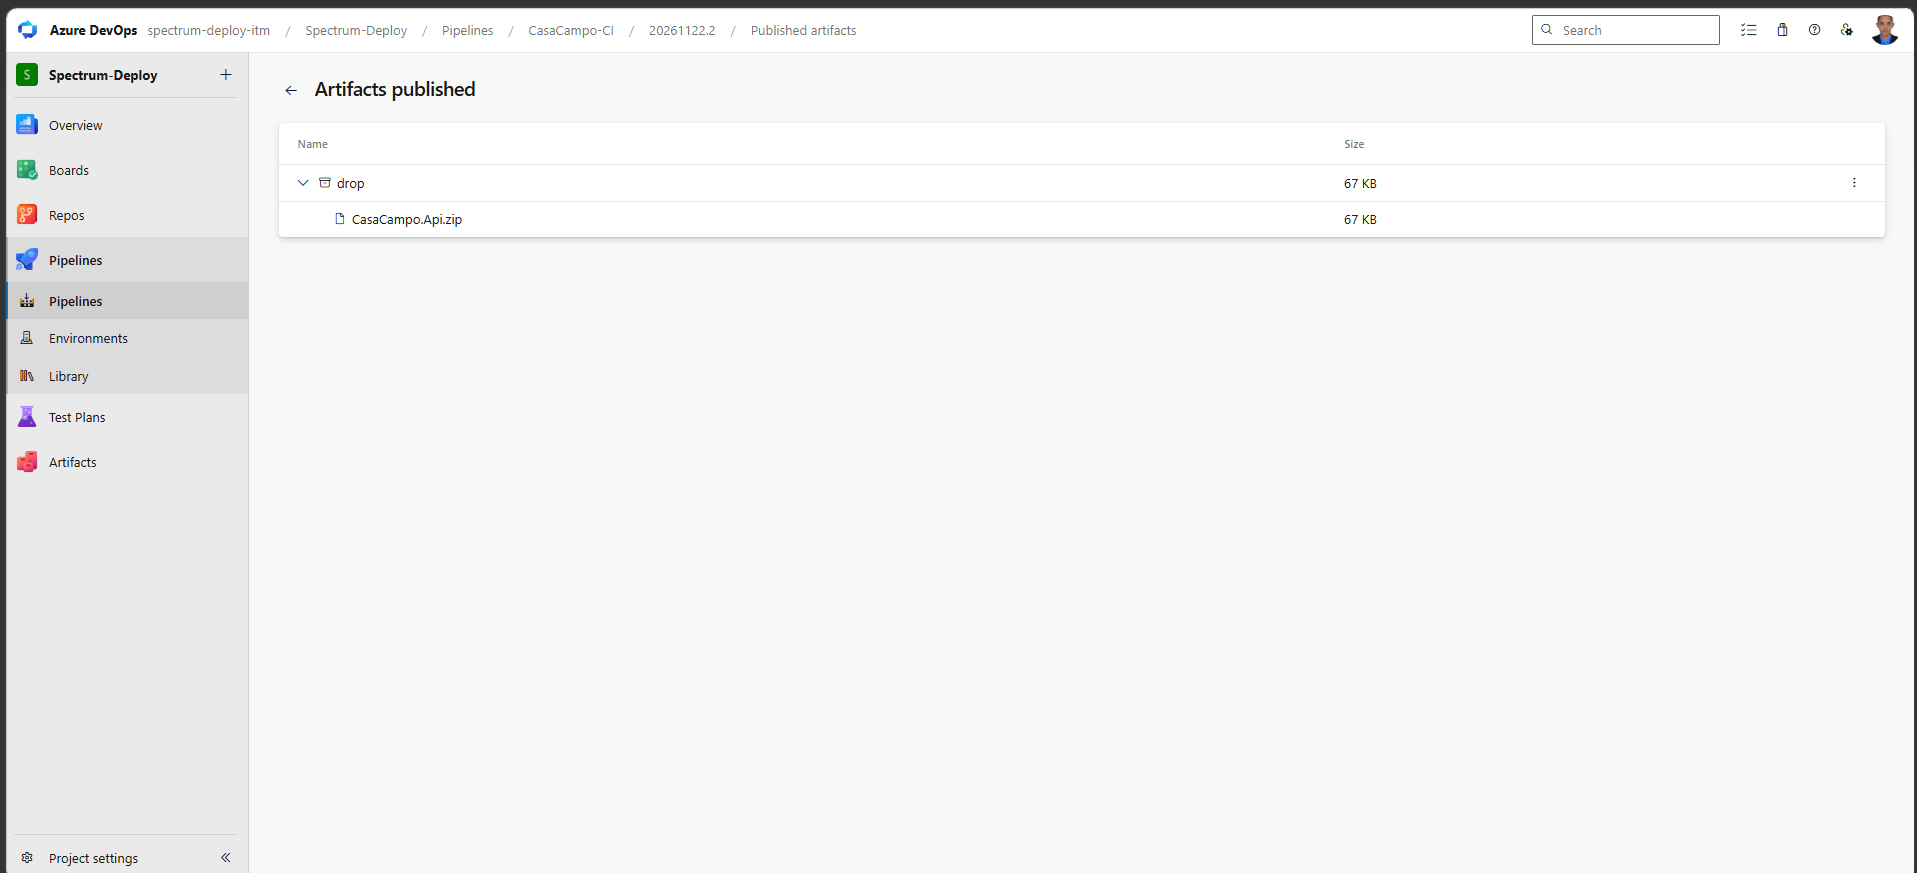 Azure DevOps spectrum-deploy-itm / Spectrum-Deploy / Pipelines / CasaCampo-CI / 20261122.2 / Published artifacts
Search
S Spectrum-Deploy
Overview
Boards
Repos
Pipelines
Pipelines
Environments
Library
Test Plans
Artifacts
Project settings
Artifacts published
Name Size
drop 67 KB
CasaCampo.Api.zip 67 KB